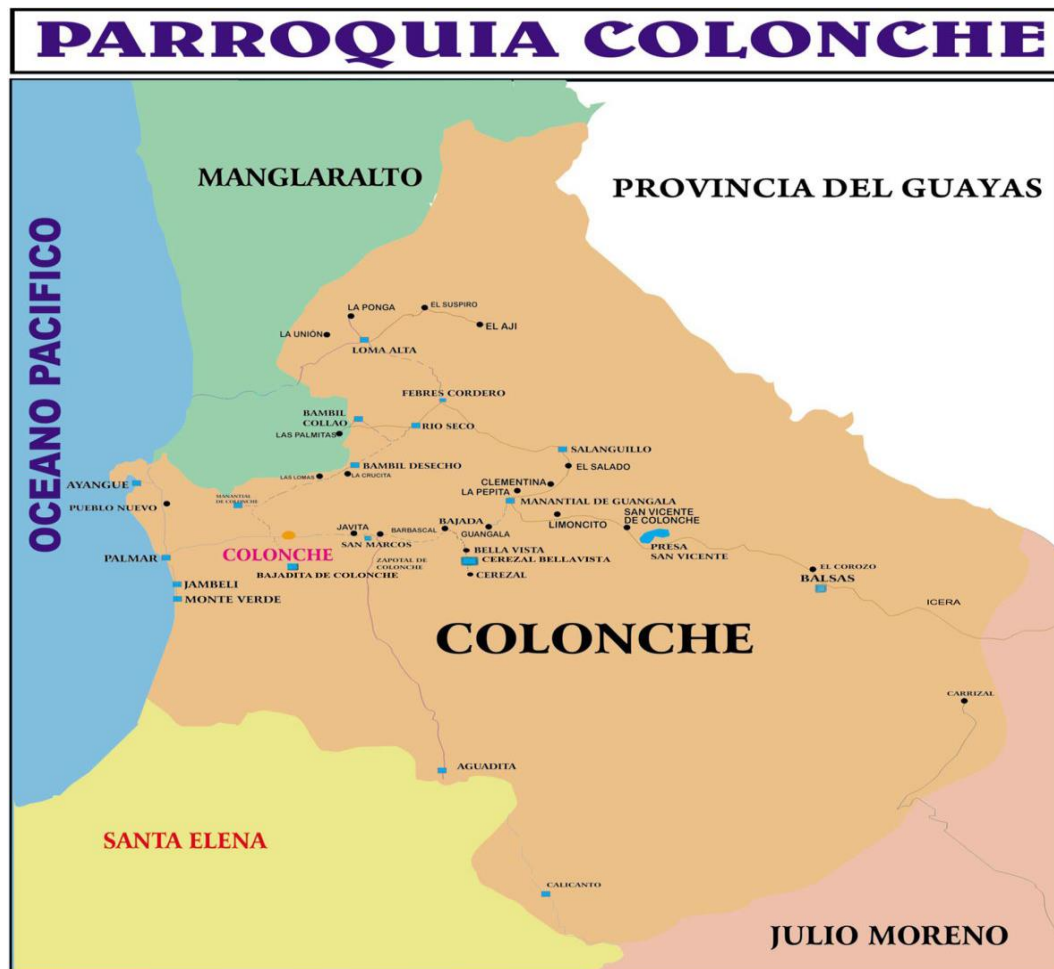 PARROQUIA COLONCHE
MANGLARALTO
PROVINCIA DEL GUAYAS
OCEANO PACIFICO
LA PONGA
EL SUSPIRO
LA UNIÓN
EL AJI
LOMA ALTA
FEBRES CORDERO
BAMBIL
COLLAO
RIO SECO
LAS PALMITAS
SALANGUILLO
BAMBIL DESECHO
EL SALADO
LAS LOMAS
LA CRUCITA
CLEMENTINA
AYANGUE
LA PEPITA
MANANTIAL
DE COLONCHE
MANANTIAL DE GUANGALA
PUEBLO NUEVO
SAN VICENTE
DE COLONCHE
BAJADA
LIMONCITO
JAVITA
BARBASCAL
GUANGALA
SAN MARCOS
PRESA
SAN VICENTE
COLONCHE
PALMAR
BELLA VISTA
ZAPOTAL DE
COLONCHE
CEREZAL BELLAVISTA
EL COROZO
BAJADITA DE COLONCHE
CEREZAL
BALSAS
JAMBELI
MONTE VERDE
ICERA
COLONCHE
CARRIZAL
AGUADITA
SANTA ELENA
CALICANTO
JULIO MORENO